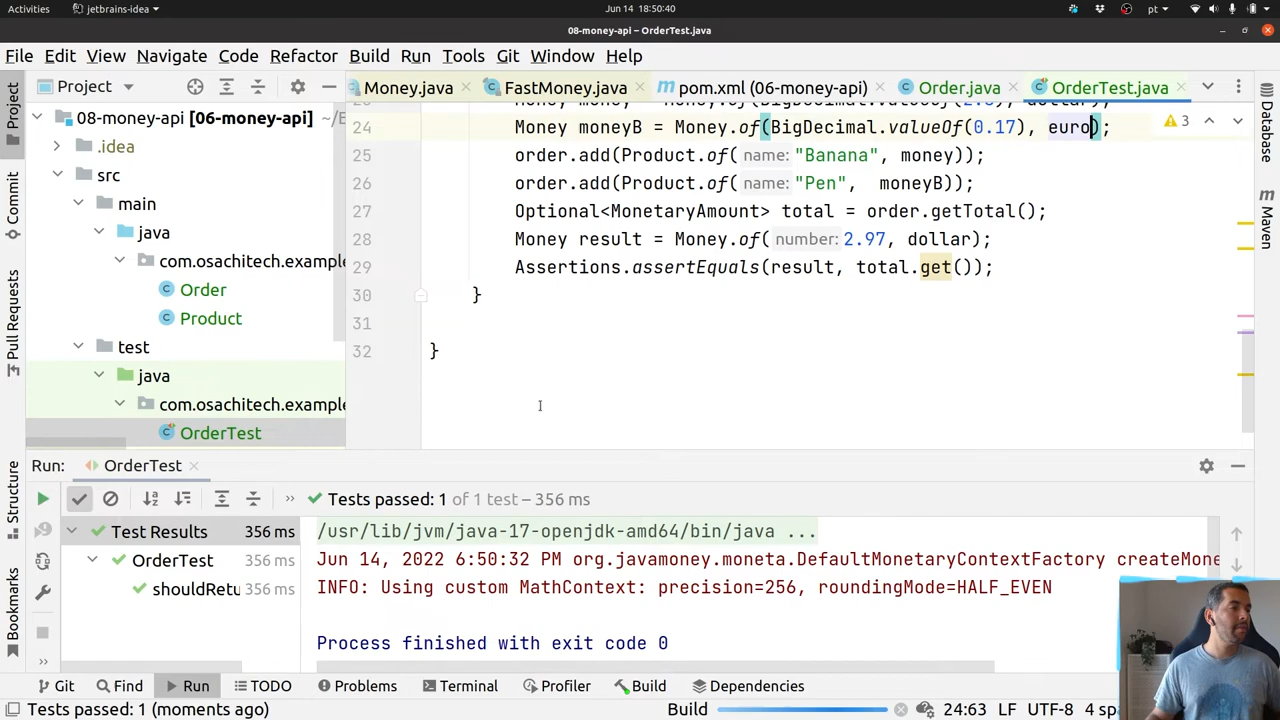 Activities jetbrains-idea Jun 14 18:50:40 pt
08-money-api – OrderTest.java
File Edit View Navigate Code Refactor Build Run Tools Git Window Help
Project Money.java FastMoney.java pom.xml (06-money-api) Order.java OrderTest.java
Project
Commit
Pull Requests
Structure
Bookmarks
Database
Maven
08-money-api [06-money-api]
.idea
src
main
java
com.osachitech.example
Order
Product
test
java
com.osachitech.example
OrderTest
24 Money moneyB = Money.of(BigDecimal.valueOf(0.17), euro); 3
25 order.add(Product.of( name: "Banana", money));
26 order.add(Product.of( name: "Pen", moneyB));
27 Optional<MonetaryAmount> total = order.getTotal();
28 Money result = Money.of( number: 2.97, dollar);
29 Assertions.assertEquals(result, total.get());
30 }
31
32 }
Run: OrderTest
Tests passed: 1 of 1 test – 356 ms
Test Results 356 ms
OrderTest 356 ms
shouldRetu 356 ms
/usr/lib/jvm/java-17-openjdk-amd64/bin/java ...
Jun 14, 2022 6:50:32 PM org.javamoney.moneta.DefaultMonetaryContextFactory createMone
INFO: Using custom MathContext: precision=256, roundingMode=HALF_EVEN
Process finished with exit code 0
Git Find Run TODO Problems Terminal Profiler Build Dependencies
Tests passed: 1 (moments ago) Build 24:63 LF UTF-8 4 spa